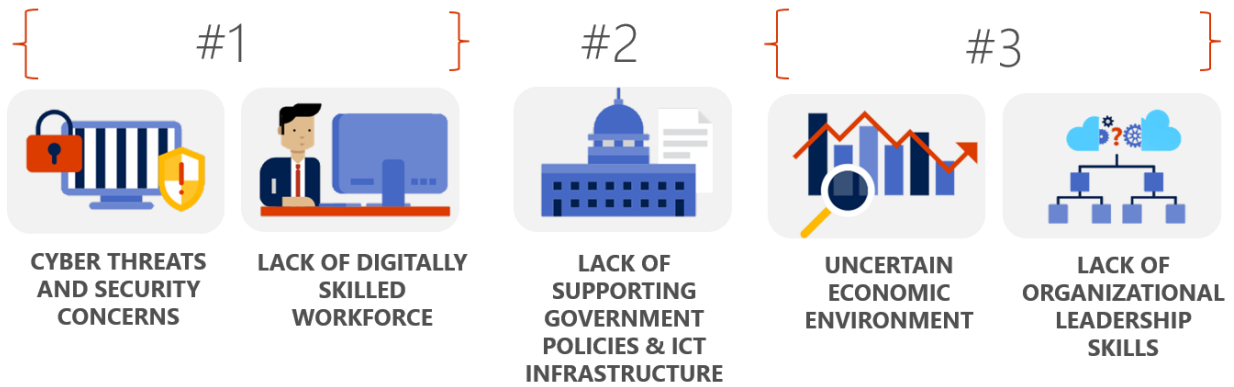 #1
CYBER THREATS
AND SECURITY
CONCERNS
LACK OF DIGITALLY
SKILLED
WORKFORCE
#2
LACK OF
SUPPORTING
GOVERNMENT
POLICIES & ICT
INFRASTRUCTURE
#3
UNCERTAIN
ECONOMIC
ENVIRONMENT
LACK OF
ORGANIZATIONAL
LEADERSHIP
SKILLS